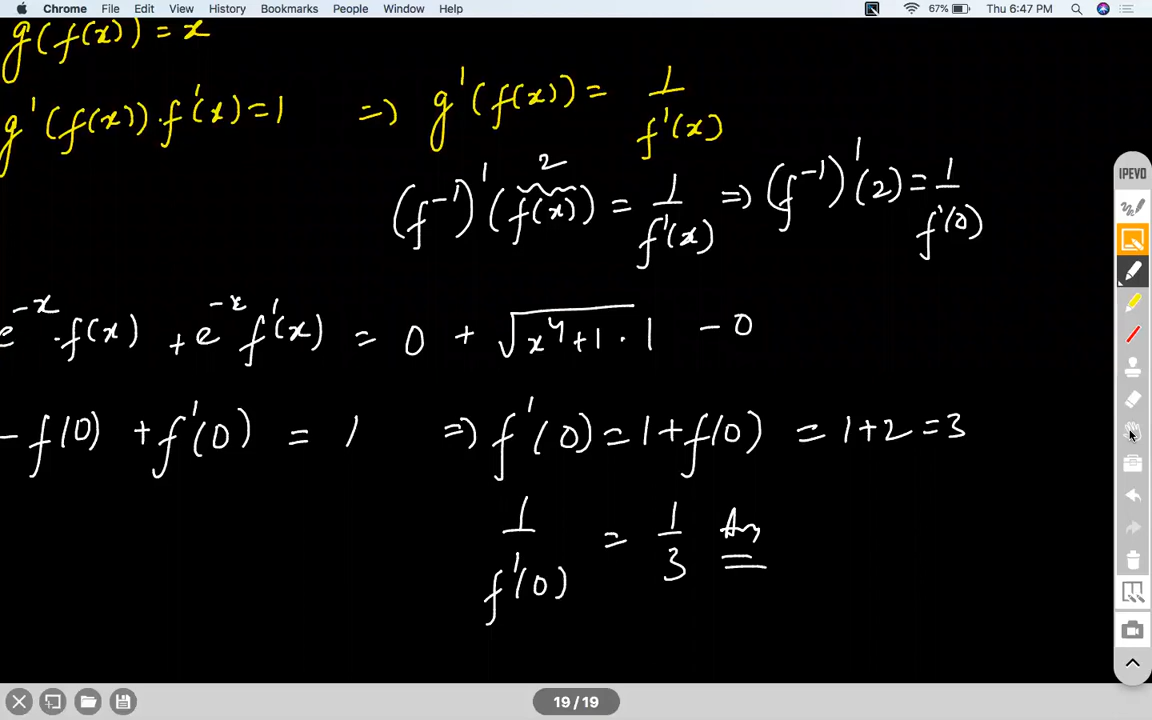 Chrome File Edit View History Bookmarks People Window Help 67% Thu 6:47 PM
g(f(x)) = x
g'(f(x)).f'(x)=1 => g'(f(x)) = 1/f'(x)
2
(f⁻¹)'(f(x)) = 1/f'(x) => (f⁻¹)'(2) = 1/f'(0)
IPEVO
e^-x .f(x) + e^-x f'(x) = 0 + √(x⁴+1) . 1 - 0
- f(0) + f'(0) = 1 => f'(0) = 1+f(0) = 1+2 = 3
1/f'(0) = 1/3 Ans
19 / 19